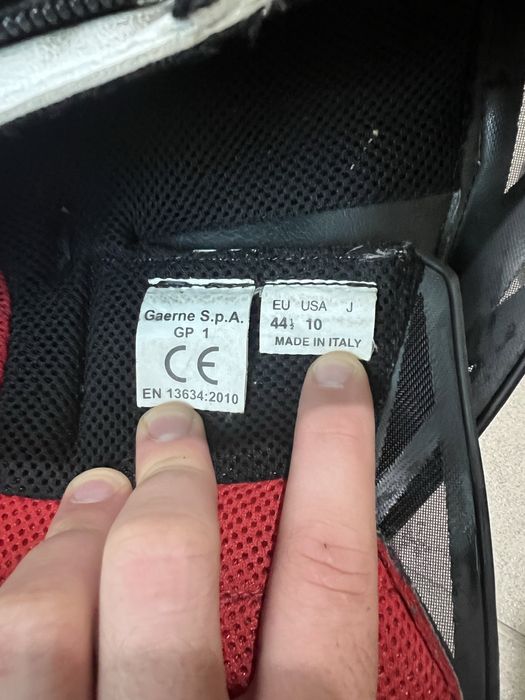 Gaerne S.p.A.
GP 1
CE
EN 13634:2010
EU USA J
44½ 10
MADE IN ITALY